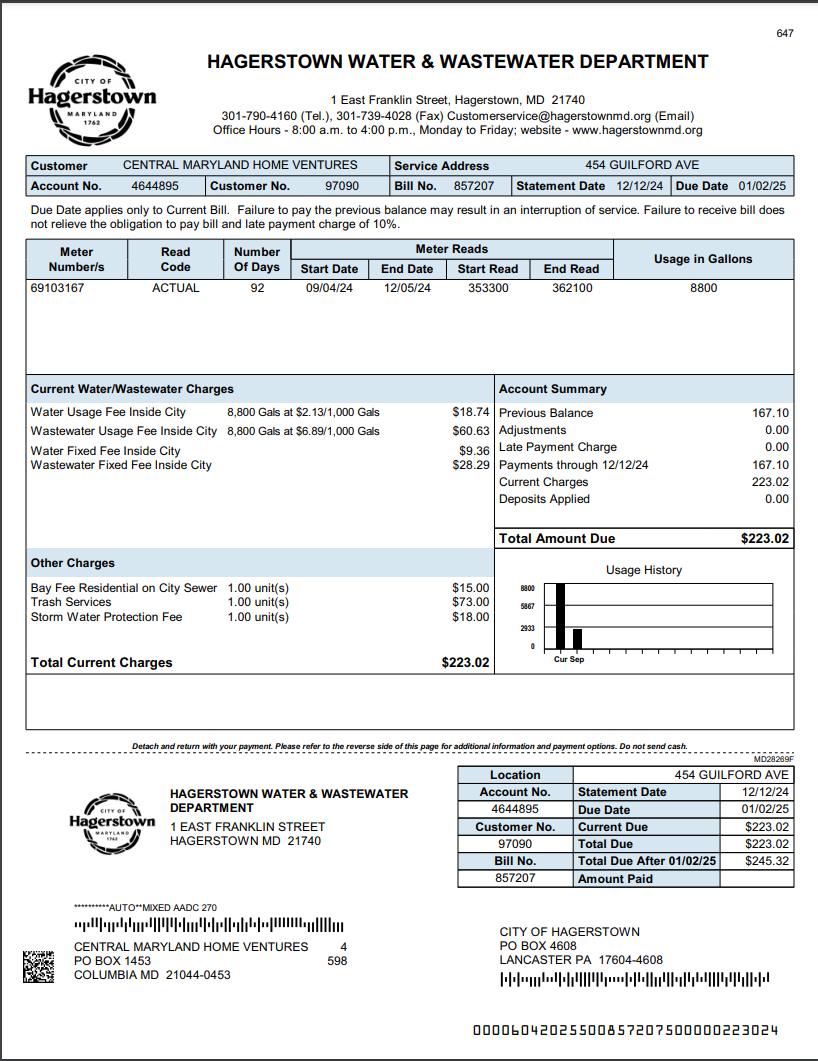 647
CITY OF
Hagerstown
MARYLAND
1762
HAGERSTOWN WATER & WASTEWATER DEPARTMENT
1 East Franklin Street, Hagerstown, MD 21740
301-790-4160 (Tel.), 301-739-4028 (Fax) Customerservice@hagerstownmd.org (Email)
Office Hours - 8:00 a.m. to 4:00 p.m., Monday to Friday; website - www.hagerstownmd.org
Customer CENTRAL MARYLAND HOME VENTURES Service Address 454 GUILFORD AVE
Account No. 4644895 Customer No. 97090 Bill No. 857207 Statement Date 12/12/24 Due Date 01/02/25
Due Date applies only to Current Bill. Failure to pay the previous balance may result in an interruption of service. Failure to receive bill does
not relieve the obligation to pay bill and late payment charge of 10%.
Meter Number/s Read Code Number Of Days Meter Reads Usage in Gallons
Start Date End Date Start Read End Read
69103167 ACTUAL 92 09/04/24 12/05/24 353300 362100 8800
Current Water/Wastewater Charges
Water Usage Fee Inside City 8,800 Gals at $2.13/1,000 Gals $18.74
Wastewater Usage Fee Inside City 8,800 Gals at $6.89/1,000 Gals $60.63
Water Fixed Fee Inside City $9.36
Wastewater Fixed Fee Inside City $28.29
Account Summary
Previous Balance 167.10
Adjustments 0.00
Late Payment Charge 0.00
Payments through 12/12/24 167.10
Current Charges 223.02
Deposits Applied 0.00
Total Amount Due $223.02
Other Charges
Bay Fee Residential on City Sewer 1.00 unit(s) $15.00
Trash Services 1.00 unit(s) $73.00
Storm Water Protection Fee 1.00 unit(s) $18.00
Total Current Charges $223.02
Usage History
8800
5867
2933
0
Cur Sep
Detach and return with your payment. Please refer to the reverse side of this page for additional information and payment options. Do not send cash.
MD28269F
CITY OF
Hagerstown
MARYLAND
1762
HAGERSTOWN WATER & WASTEWATER
DEPARTMENT
1 EAST FRANKLIN STREET
HAGERSTOWN MD 21740
Location 454 GUILFORD AVE
Account No. Statement Date 12/12/24
4644895 Due Date 01/02/25
Customer No. Current Due $223.02
97090 Total Due $223.02
Bill No. Total Due After 01/02/25 $245.32
857207 Amount Paid
**********AUTO**MIXED AADC 270
CENTRAL MARYLAND HOME VENTURES 4
PO BOX 1453 598
COLUMBIA MD 21044-0453
CITY OF HAGERSTOWN
PO BOX 4608
LANCASTER PA 17604-4608
00006042025500857207500000223024